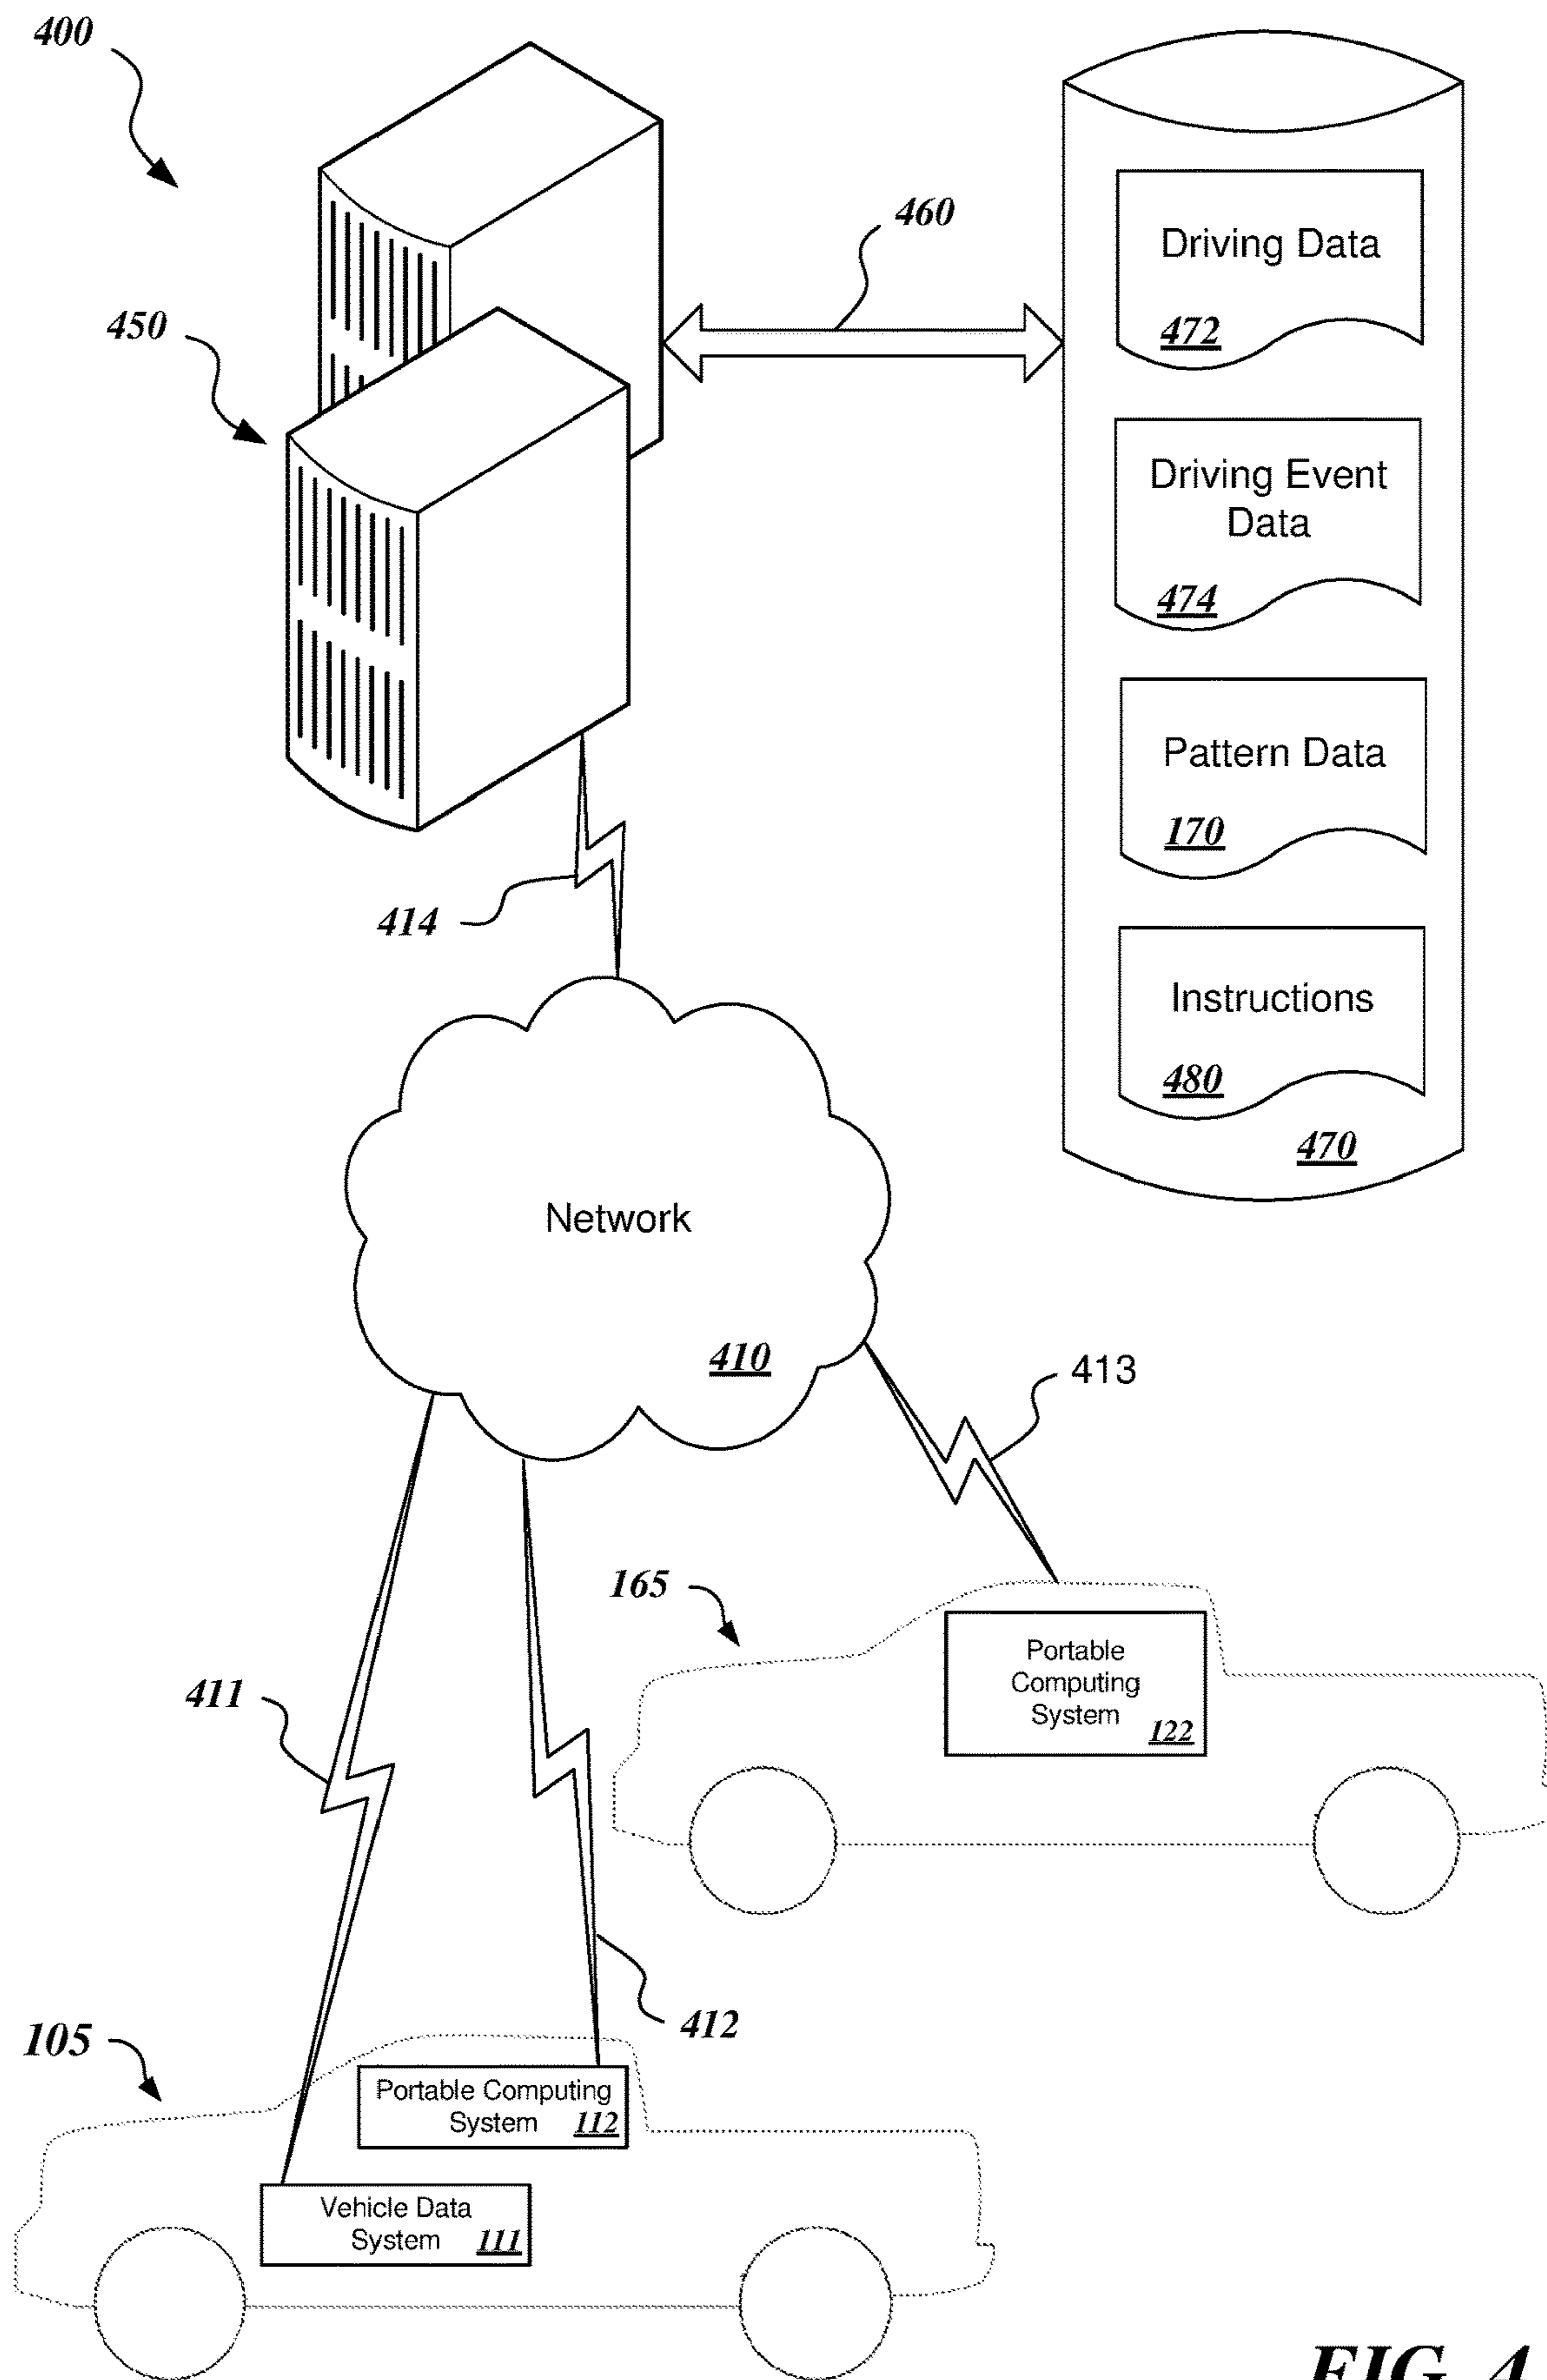 400
450
460
Driving Data
472
Driving Event
Data
474
Pattern Data
170
Instructions
480
470
414
Network
410
413
165
Portable
Computing
System
122
411
412
105
Portable Computing
System
112
Vehicle Data
System
111
FIG. 4